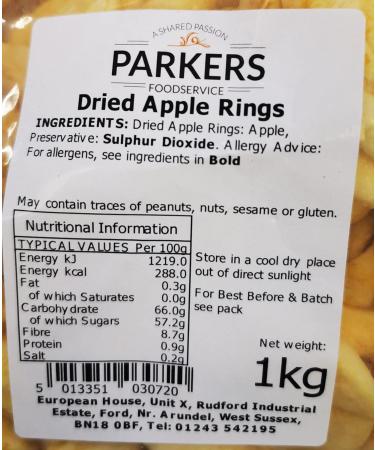 A SHARED PASSION
PARKERS
FOODSERVICE
Dried Apple Rings
INGREDIENTS: Dried Apple Rings: Apple,
Preservative: Sulphur Dioxide. Allergy Advice:
For allergens, see ingredients in Bold
May contain traces of peanuts, nuts, sesame or gluten.
Nutritional Information
TYPICAL VALUES Per 100g
Energy kJ 1219.0
Energy kcal 288.0
Fat 0.3g
of which Saturates 0.0g
Carbohydrate 66.0g
of which Sugars 57.2g
Fibre 8.7g
Protein 0.9g
Salt 0.2g
Store in a cool dry place
out of direct sunlight
For Best Before & Batch
see pack
Net weight:
1kg
5 013351 030720
European House, Unit X, Rudford Industrial
Estate, Ford, Nr. Arundel, West Sussex,
BN18 0BF, Tel: 01243 542195